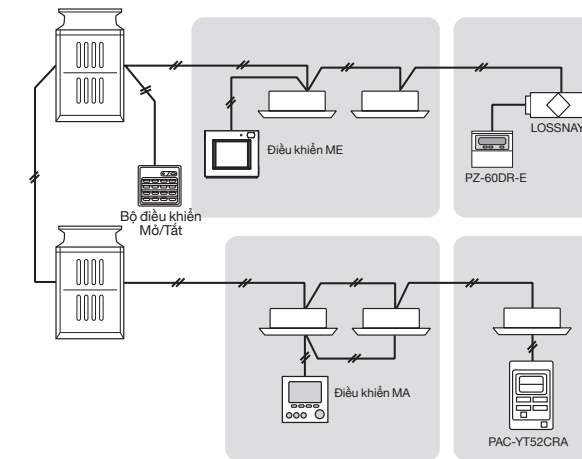 LOSSNAY
Điều khiển ME
PZ-60DR-E
Bộ điều khiển
Mở/Tắt
Điều khiển MA
PAC-YT52CRA